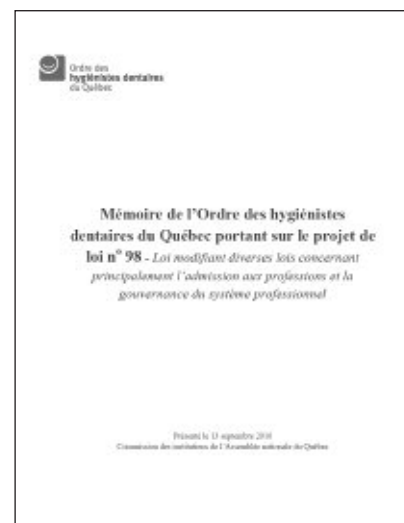 Ordre des
hygiénistes dentaires
du Québec
Mémoire de l'Ordre des hygiénistes
dentaires du Québec portant sur le projet de
loi n° 98 - Loi modifiant diverses lois concernant
principalement l'admission aux professions et la
gouvernance du système professionnel
Présenté le 13 septembre
Commission des institutions de l'Assemblée nationale du Québec